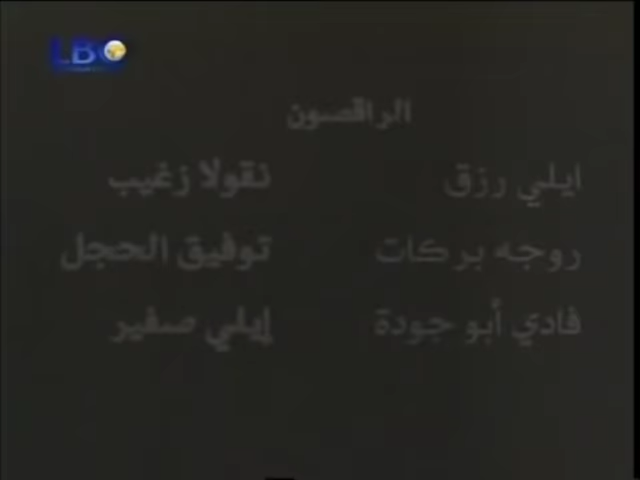 LBC
الراقصون
ايلي رزق نقولا زغيب
روجه بركات توفيق الحجل
فادي أبو جودة إيلي صفير